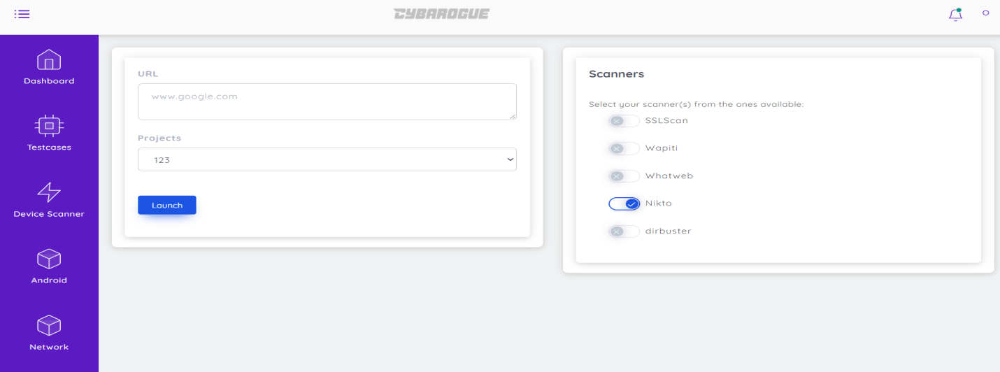 CYBAROGUE
Dashboard
Testcases
Device Scanner
Android
Network
URL
www.google.com
Projects
123
Launch
Scanners
Select your scanner(s) from the ones available:
SSLScan
Wapiti
Whatweb
Nikto
dirbuster